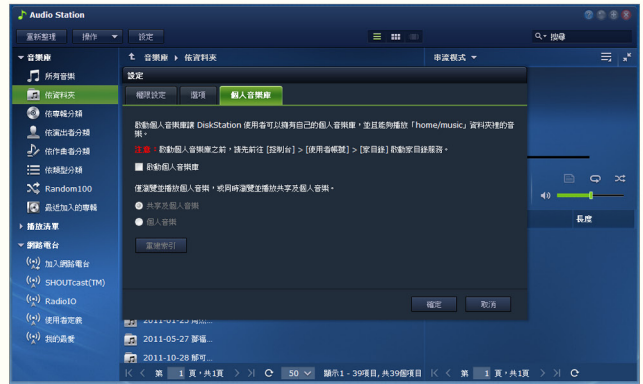 Audio Station
重新整理 操作 設定 搜尋
音樂庫
所有音樂
依資料夾
依專輯分類
依演出者分類
依作曲者分類
依類型分類
Random100
最近加入的專輯
播放清單
網路電台
加入網路電台
SHOUTcast(TM)
RadioIO
使用者定義
我的最愛
音樂庫 依資料夾
串流模式
設定
權限設定 選項 個人音樂庫
啟動個人音樂庫讓 DiskStation 使用者可以擁有自己的個人音樂庫，並且能夠播放「home/music」資料夾裡的音
樂。
注意：啟動個人音樂庫之前，請先前往 [控制台] > [使用者帳號] > [家目錄] 啟動家目錄服務。
啟動個人音樂庫
僅瀏覽並播放個人音樂，或同時瀏覽並播放共享及個人音樂。
共享及個人音樂
個人音樂
重建索引
確定 取消
長度
2011-05-27
2011-10-28
第 1 頁，共1頁 50 顯示1 - 39項目，共39個項目 第 1 頁，共1頁